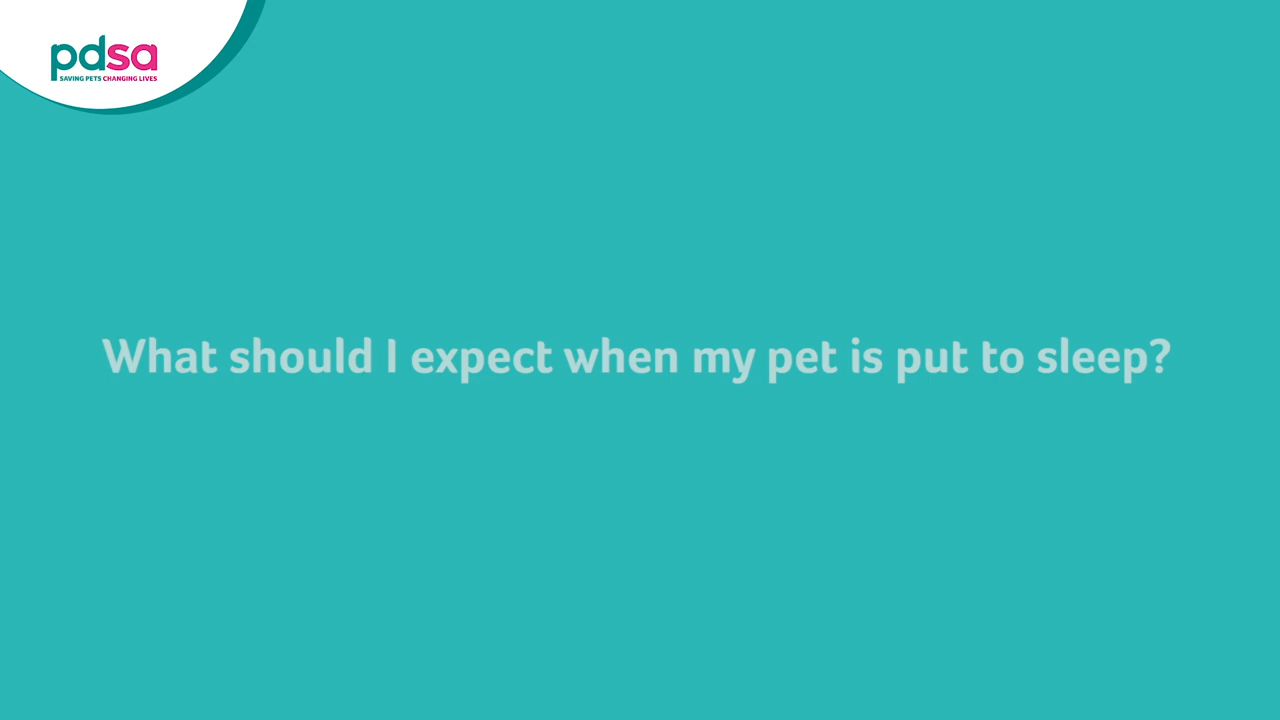 pdsa
SAVING PETS CHANGING LIVES
What should I expect when my pet is put to sleep?